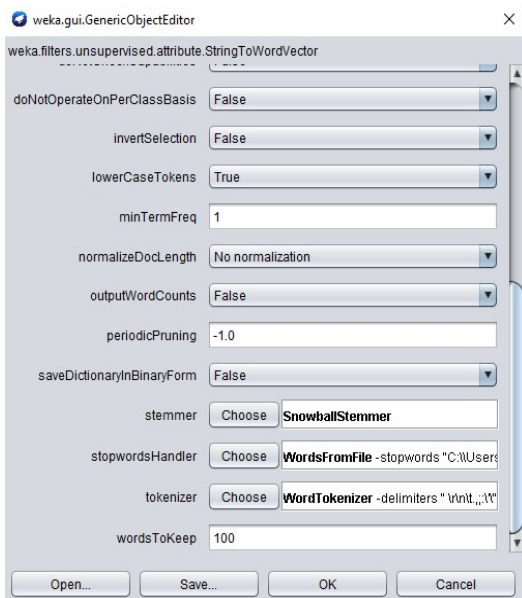 weka.gui.GenericObjectEditor
weka.filters.unsupervised.attribute.StringToWordVector
doNotOperateOnPerClassBasis False
invertSelection False
lowerCaseTokens True
minTermFreq 1
normalizeDocLength No normalization
outputWordCounts False
periodicPruning -1.0
saveDictionaryInBinaryForm False
stemmer Choose SnowballStemmer
stopwordsHandler Choose WordsFromFile -stopwords "C:\\Users
tokenizer Choose WordTokenizer -delimiters " \r\n\t.,;:\'\"
wordsToKeep 100
Open... Save... OK Cancel